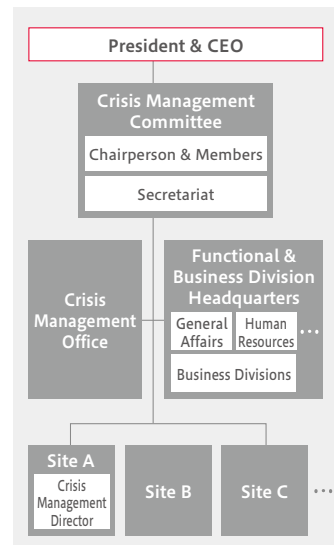 President & CEO
Crisis Management
Committee
Chairperson & Members
Secretariat
Crisis
Management
Office
Functional &
Business Division
Headquarters
General
Affairs
Human
Resources
...
Business Divisions
Site A
Crisis
Management
Director
Site B
Site C
...